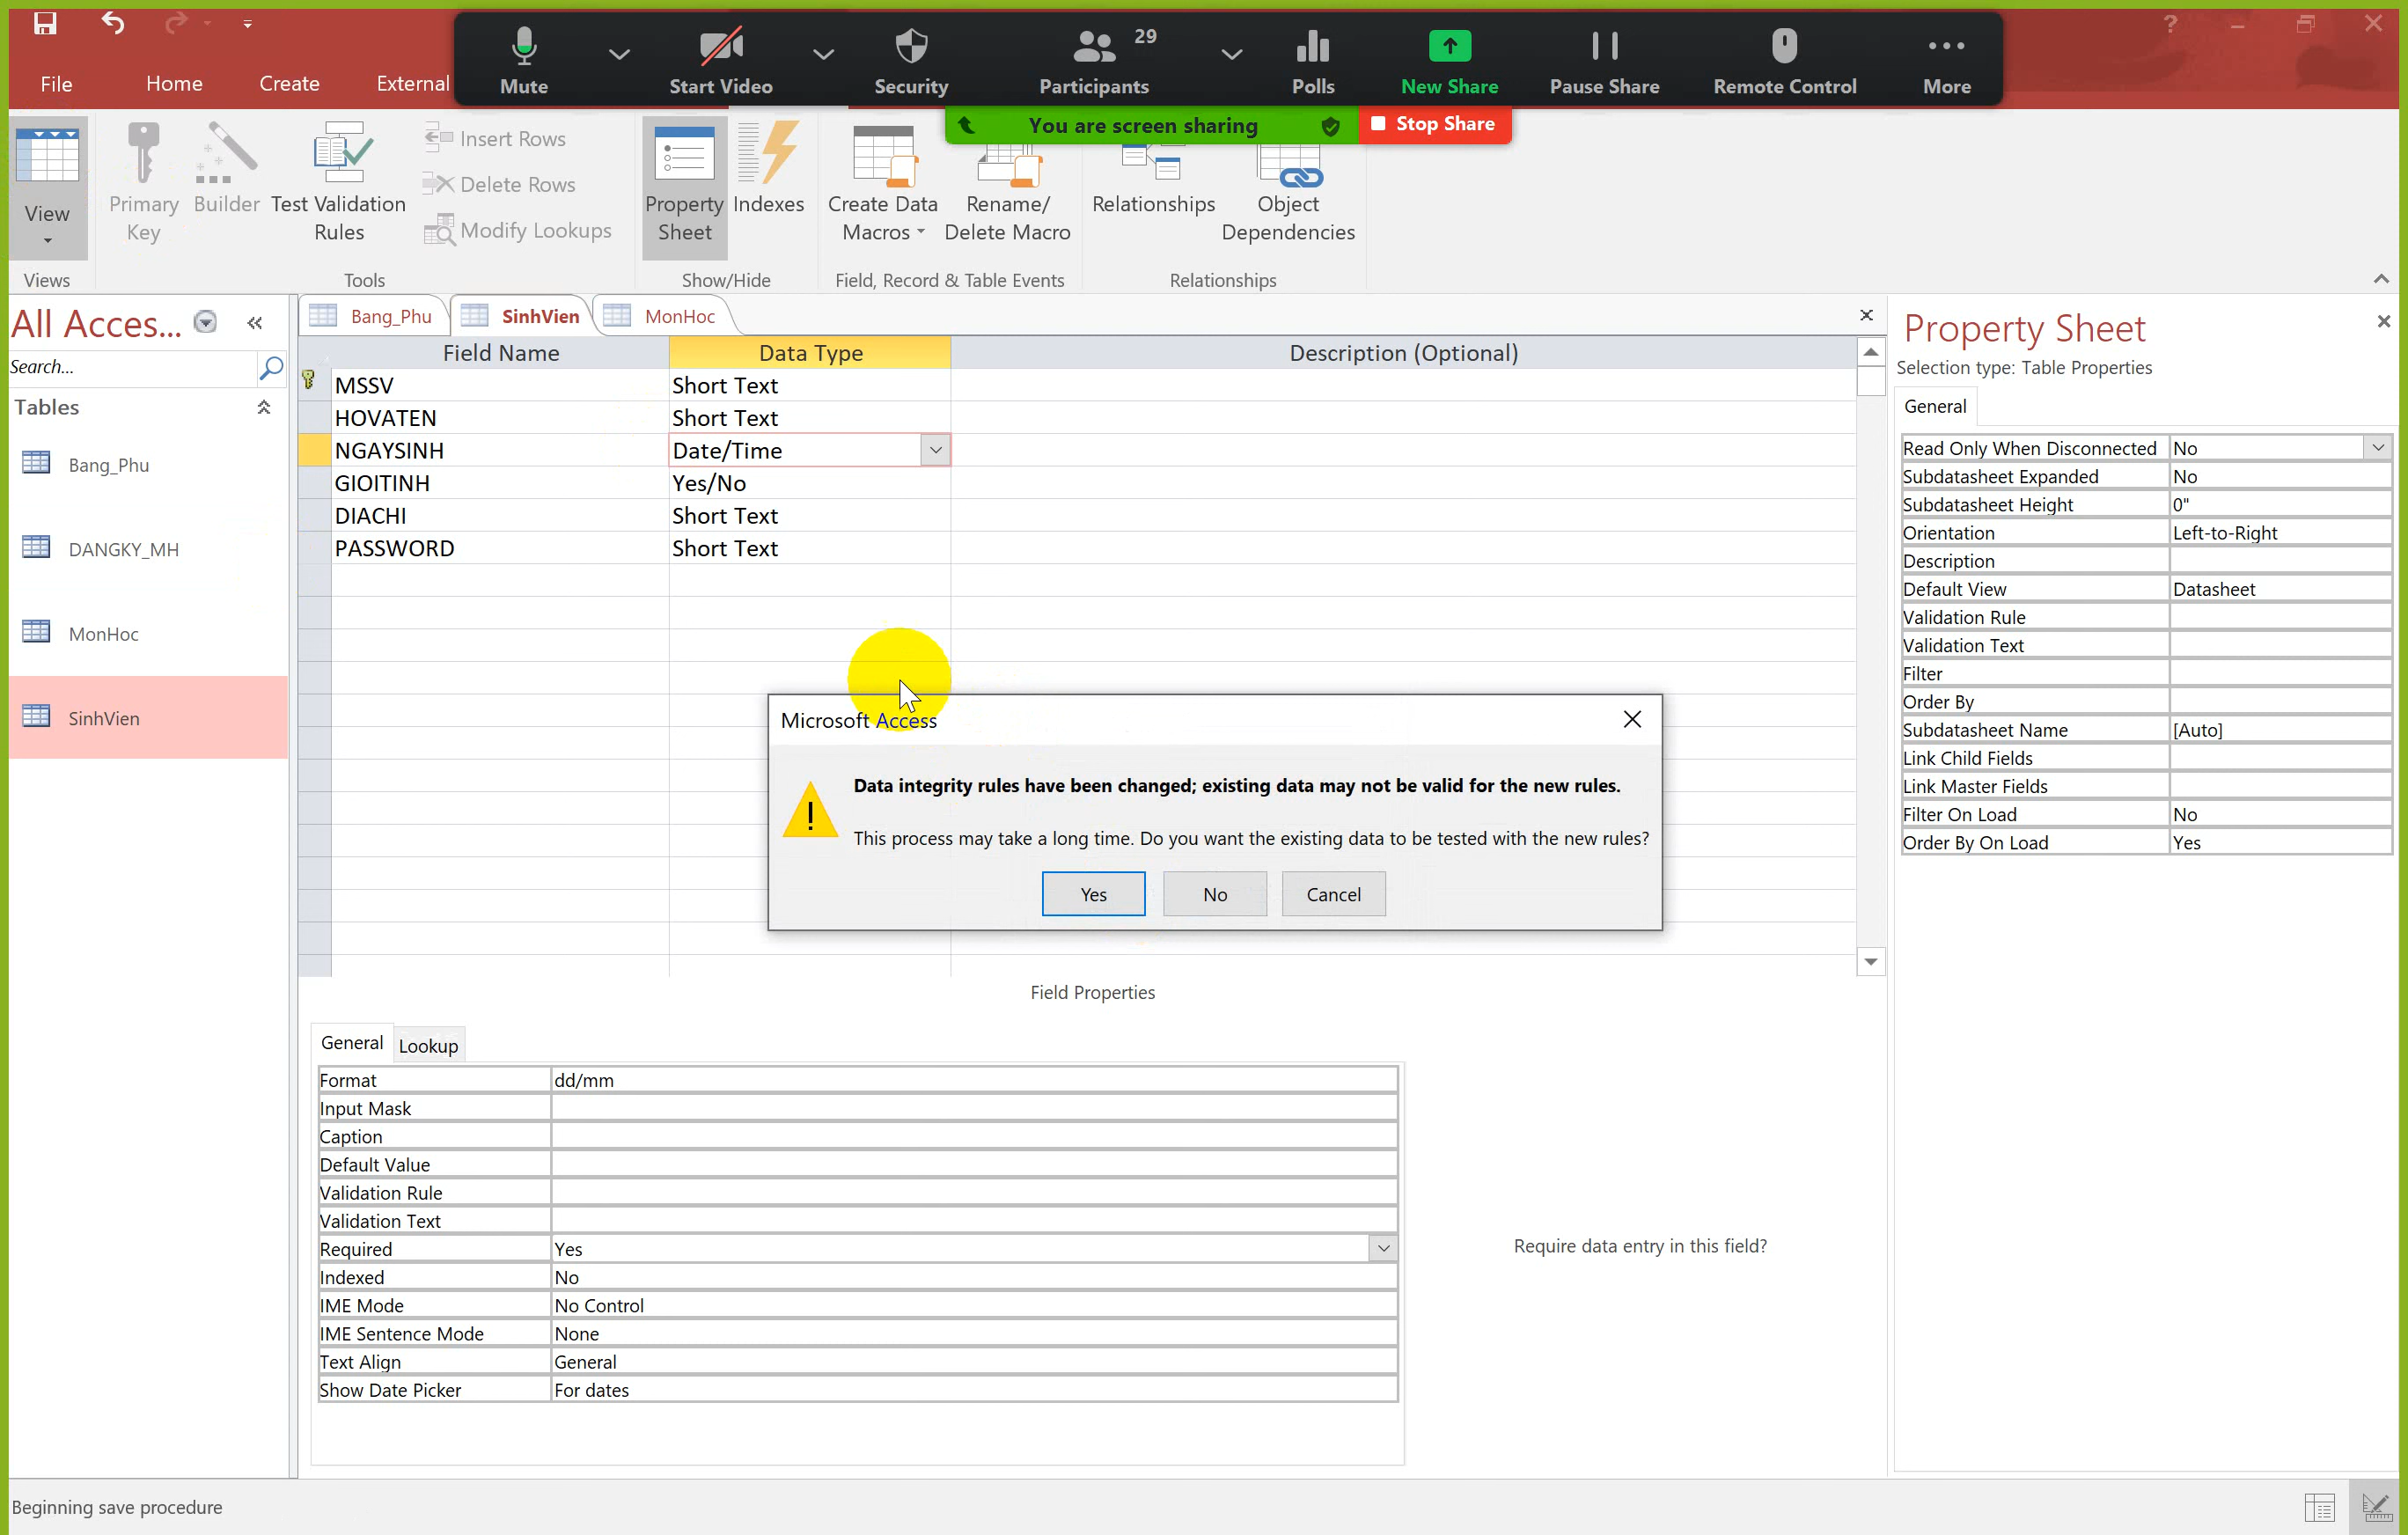 File Home Create External
Mute Start Video Security Participants 29 Polls New Share Pause Share Remote Control More
You are screen sharing Stop Share
View
Primary Key
Builder
Test Validation Rules
Insert Rows
Delete Rows
Modify Lookups
Property Sheet
Indexes
Create Data Macros
Rename/ Delete Macro
Relationships
Object Dependencies
Views Tools Show/Hide Field, Record & Table Events Relationships
All Acces...
Search...
Tables
Bang_Phu
DANGKY_MH
MonHoc
SinhVien
Bang_Phu SinhVien MonHoc
Field Name Data Type Description (Optional)
MSSV Short Text
HOVATEN Short Text
NGAYSINH Date/Time
GIOITINH Yes/No
DIACHI Short Text
PASSWORD Short Text
Microsoft Access
Data integrity rules have been changed; existing data may not be valid for the new rules.
This process may take a long time. Do you want the existing data to be tested with the new rules?
Yes No Cancel
Field Properties
General Lookup
Format dd/mm
Input Mask
Caption
Default Value
Validation Rule
Validation Text
Required Yes
Indexed No
IME Mode No Control
IME Sentence Mode None
Text Align General
Show Date Picker For dates
Require data entry in this field?
Property Sheet
Selection type: Table Properties
General
Read Only When Disconnected No
Subdatasheet Expanded No
Subdatasheet Height 0"
Orientation Left-to-Right
Description
Default View Datasheet
Validation Rule
Validation Text
Filter
Order By
Subdatasheet Name [Auto]
Link Child Fields
Link Master Fields
Filter On Load No
Order By On Load Yes
Beginning save procedure